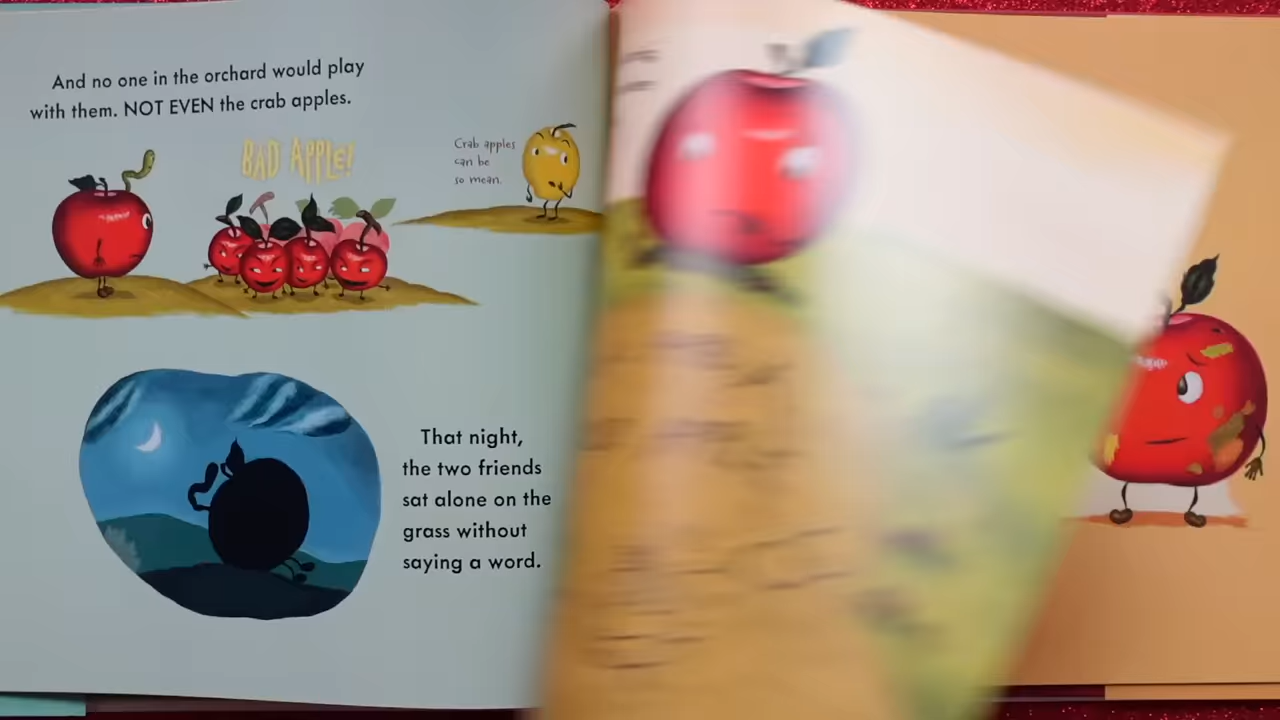 And no one in the orchard would play
with them. NOT EVEN the crab apples.
BAD APPLE!
Crab apples
can be
so mean.
That night,
the two friends
sat alone on the
grass without
saying a word.